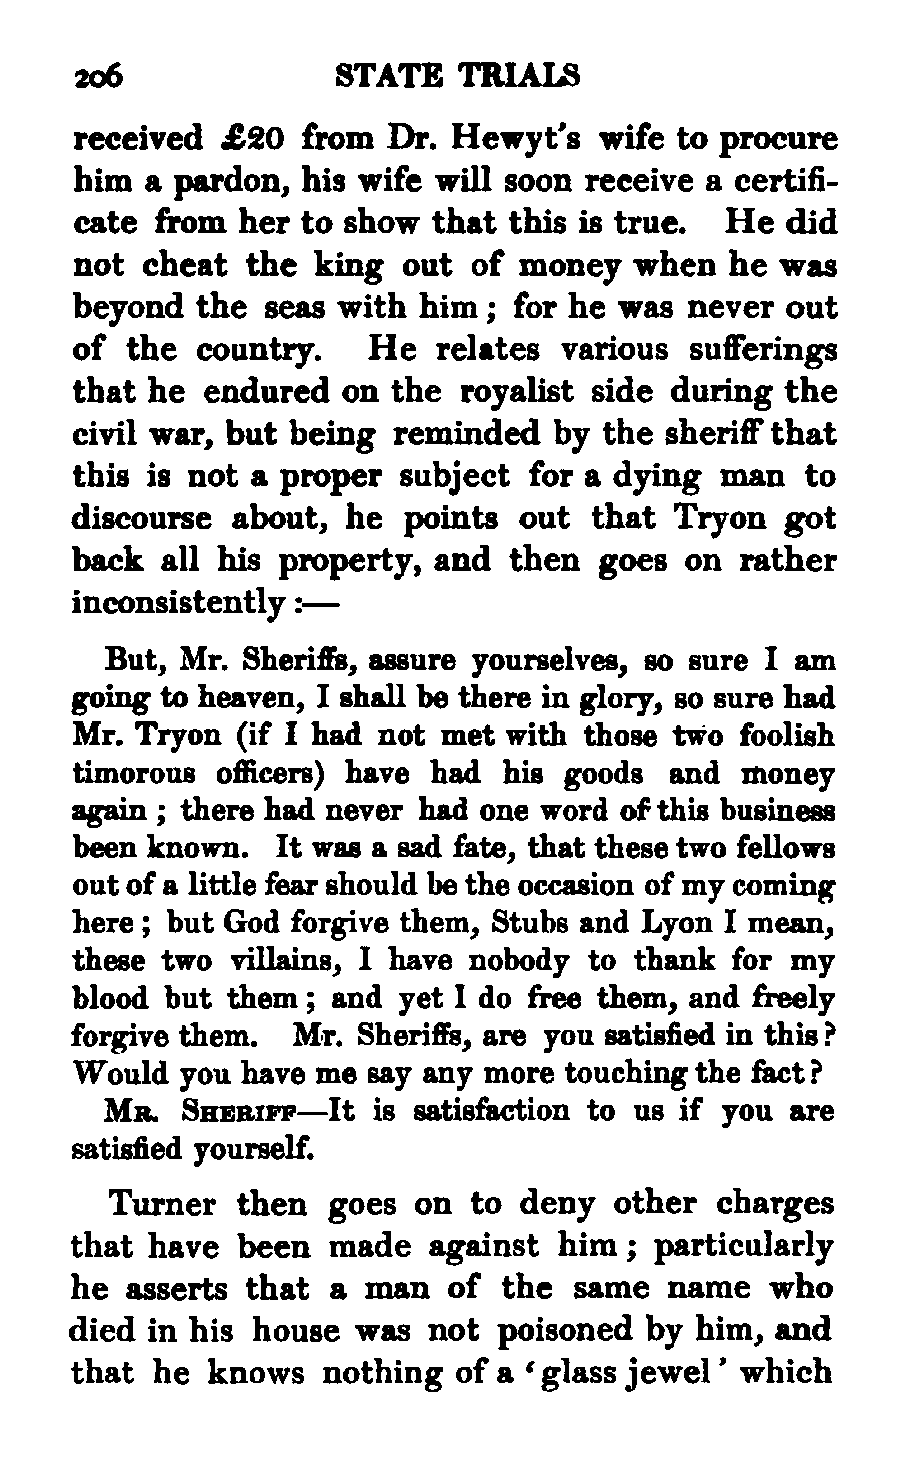 206 STATE TRIALS
received £20 from Dr. Hewyt's wife to procure
him a pardon, his wife will soon receive a certifi-
cate from her to show that this is true. He did
not cheat the king out of money when he was
beyond the seas with him ; for he was never out
of the country. He relates various sufferings
that he endured on the royalist side during the
civil war, but being reminded by the sheriff that
this is not a proper subject for a dying man to
discourse about, he points out that Tryon got
back all his property, and then goes on rather
inconsistently :—
But, Mr. Sheriffs, assure yourselves, so sure I am
going to heaven, I shall be there in glory, so sure had
Mr. Tryon (if I had not met with those two foolish
timorous officers) have had his goods and money
again ; there had never had one word of this business
been known. It was a sad fate, that these two fellows
out of a little fear should be the occasion of my coming
here ; but God forgive them, Stubs and Lyon I mean,
these two villains, I have nobody to thank for my
blood but them ; and yet I do free them, and freely
forgive them. Mr. Sheriffs, are you satisfied in this?
Would you have me say any more touching the fact?
MR. SHERIFF—It is satisfaction to us if you are
satisfied yourself.
Turner then goes on to deny other charges
that have been made against him ; particularly
he asserts that a man of the same name who
died in his house was not poisoned by him, and
that he knows nothing of a ‘ glass jewel ’ which